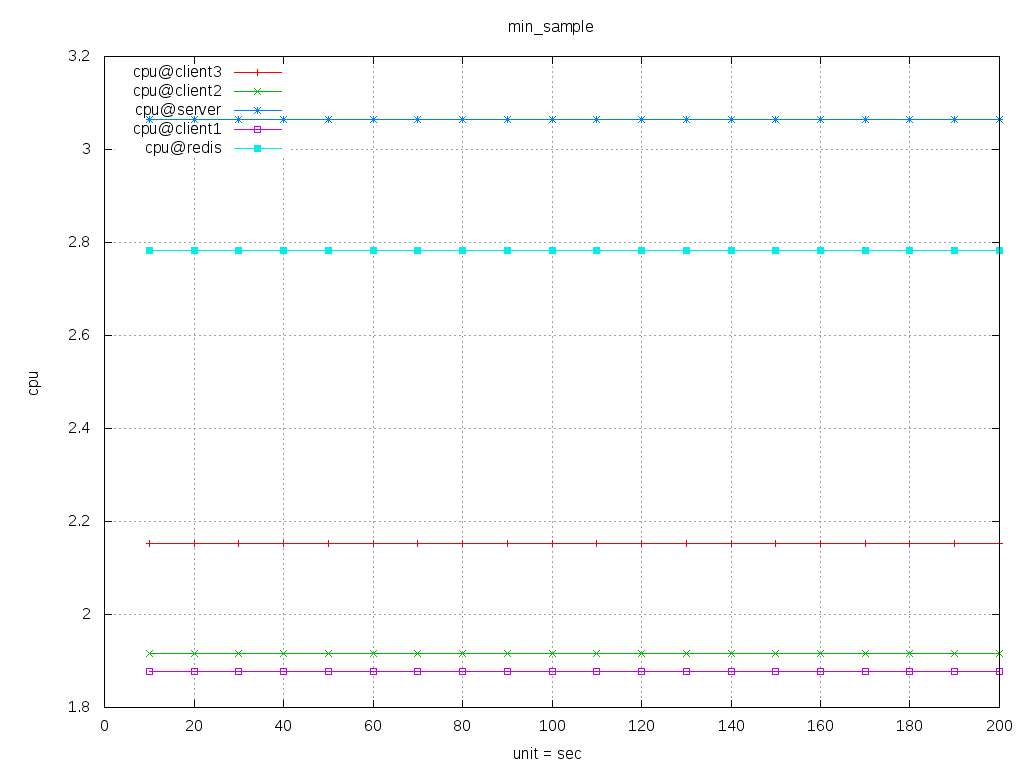 min_sample
cpu@client3
cpu@client2
cpu@server
cpu@client1
cpu@redis
3.2
3
2.8
2.6
2.4
2.2
2
1.8
cpu
0 20 40 60 80 100 120 140 160 180 200
unit = sec